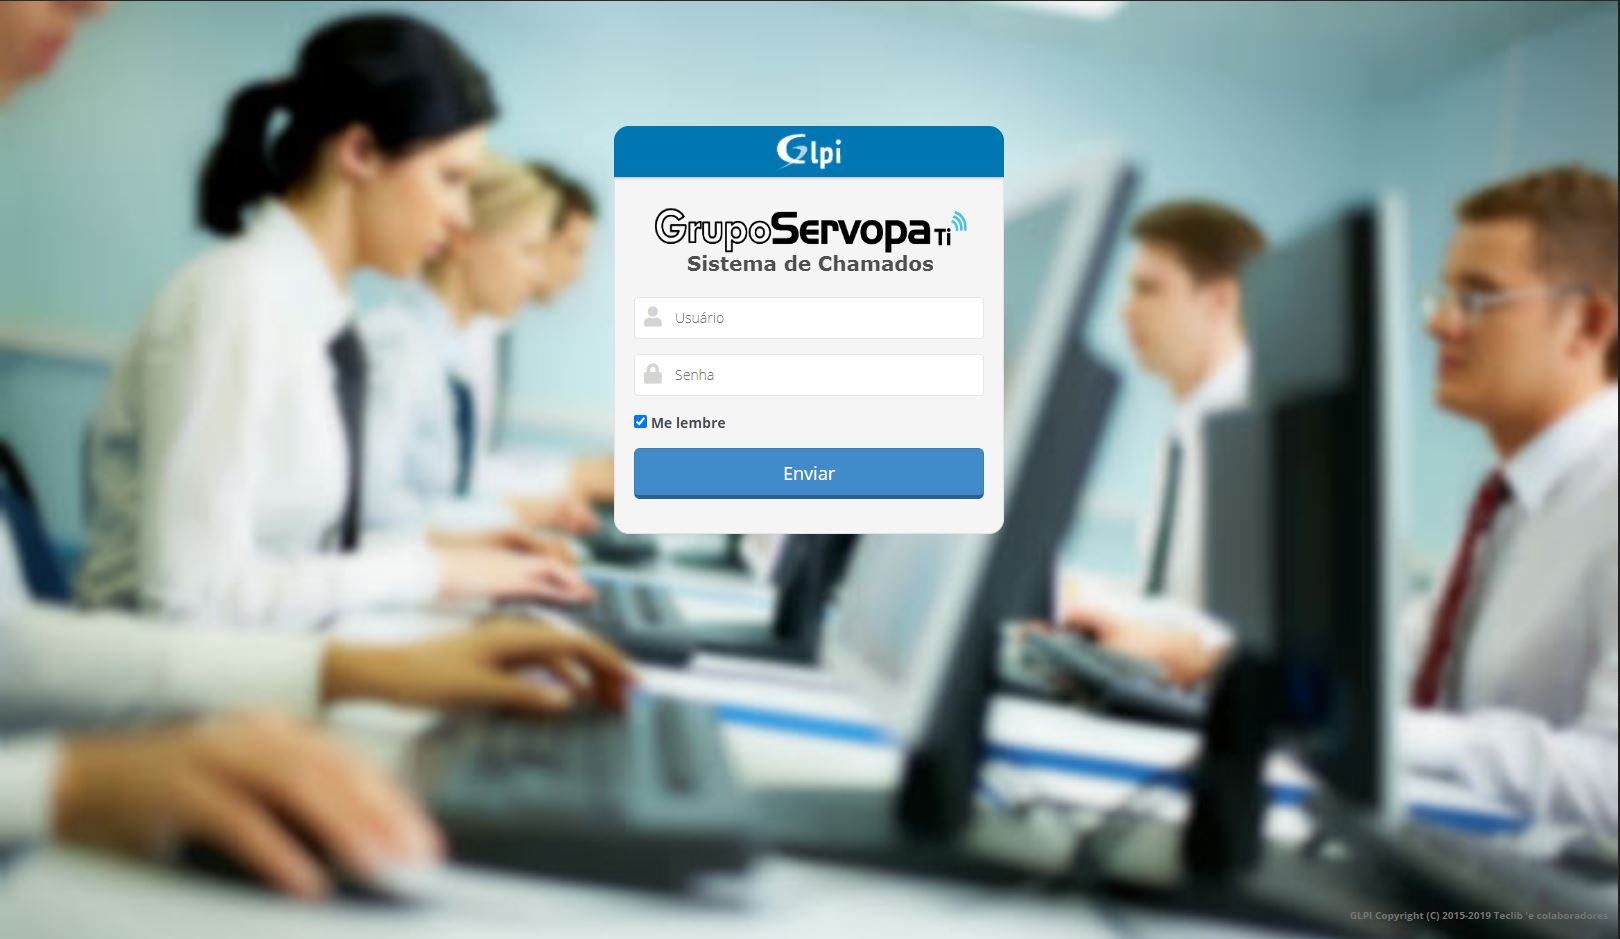 Glpi
GrupoServopa Ti
Sistema de Chamados
Usuário
Senha
Me lembre
Enviar
GLPI Copyright (C) 2015-2019 Teclib 'e colaboradores